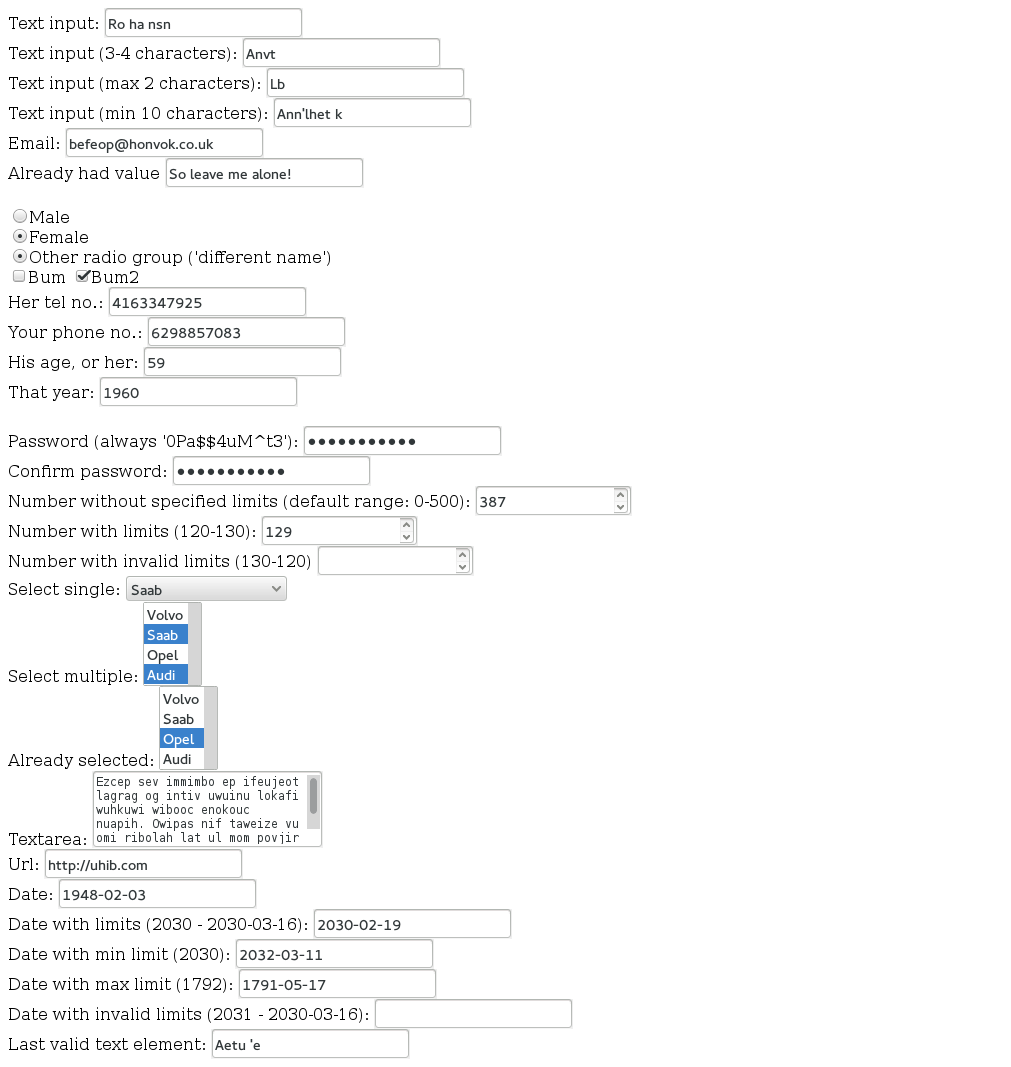 Text input: Ro ha nsn
Text input (3-4 characters): Anvt
Text input (max 2 characters): Lb
Text input (min 10 characters): Ann'lhet k
Email: befeop@honvok.co.uk
Already had value So leave me alone!
Male
Female
Other radio group ('different name')
Bum Bum2
Her tel no.: 4163347925
Your phone no.: 6298857083
His age, or her: 59
That year: 1960
Password (always '0Pa$$4uM^t3'): •••••••••••
Confirm password: •••••••••••
Number without specified limits (default range: 0-500): 387
Number with limits (120-130): 129
Number with invalid limits (130-120)
Select single: Saab
Volvo
Saab
Opel
Select multiple: Audi
Volvo
Saab
Opel
Already selected: Audi
Ezcep sev immimbo ep ifeujeot
lagrag og intiv uwuinu lokafi
wuhkuwi wibooc enokouc
nuapih. Owipas nif taweize vu
Textarea: omi ribolah lat ul mom povjir
Url: http://uhib.com
Date: 1948-02-03
Date with limits (2030 - 2030-03-16): 2030-02-19
Date with min limit (2030): 2032-03-11
Date with max limit (1792): 1791-05-17
Date with invalid limits (2031 - 2030-03-16):
Last valid text element: Aetu 'e